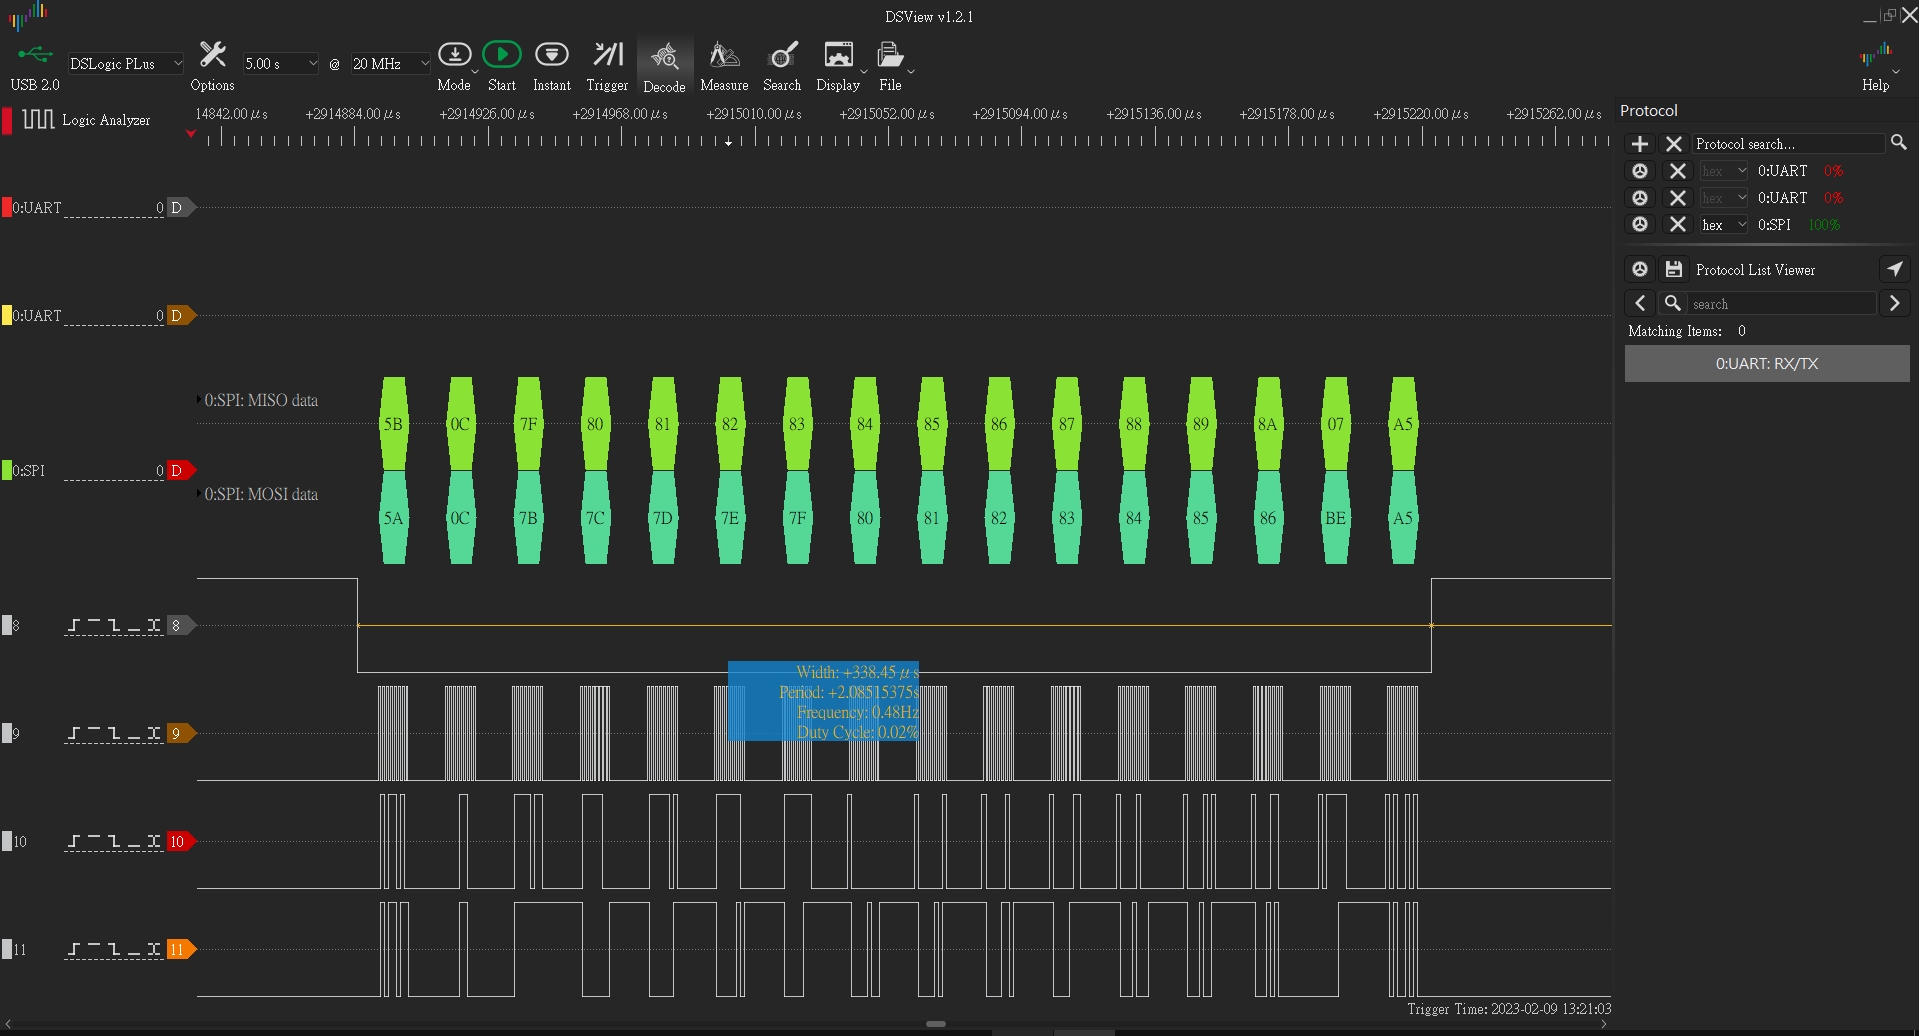 DSView v1.2.1
USB 2.0
DSLogic PLus
Options
5.00 s
@
20 MHz
Mode
Start
Instant
Trigger
Decode
Measure
Search
Display
File
Help
Logic Analyzer
14842.00 μs
+2914884.00 μs
+2914926.00 μs
+2914968.00 μs
+2915010.00 μs
+2915052.00 μs
+2915094.00 μs
+2915136.00 μs
+2915178.00 μs
+2915220.00 μs
+2915262.00 μs
0:UART 0 D
0:UART 0 D
0:SPI: MISO data
5B 0C 7F 80 81 82 83 84 85 86 87 88 89 8A 07 A5
0:SPI 0 D
0:SPI: MOSI data
5A 0C 7B 7C 7D 7E 7F 80 81 82 83 84 85 86 BE A5
8 8
Width: +338.45 μs
Period: +2.08515375s
Frequency: 0.48Hz
Duty Cycle: 0.02%
9 9
10 10
11 11
Trigger Time: 2023-02-09 13:21:03
Protocol
Protocol search...
hex 0:UART 0%
hex 0:UART 0%
hex 0:SPI 100%
Protocol List Viewer
search
Matching Items: 0
0:UART: RX/TX